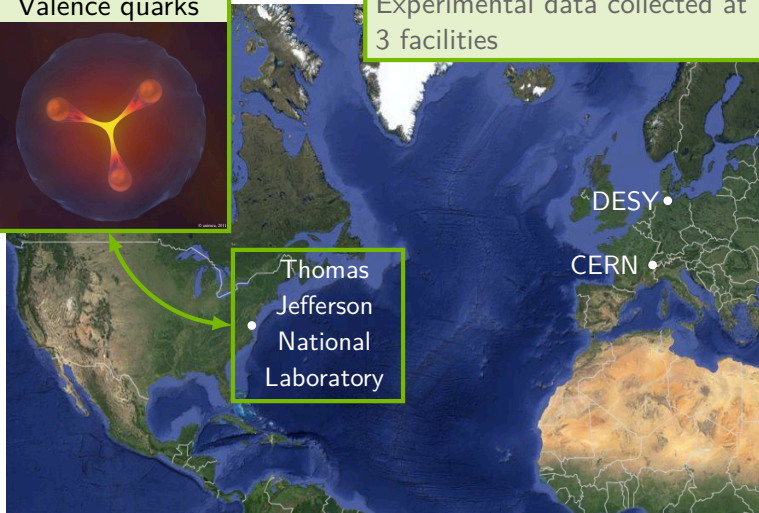 Valence quarks
Experimental data collected at
3 facilities
DESY
CERN
Thomas
Jefferson
National
Laboratory